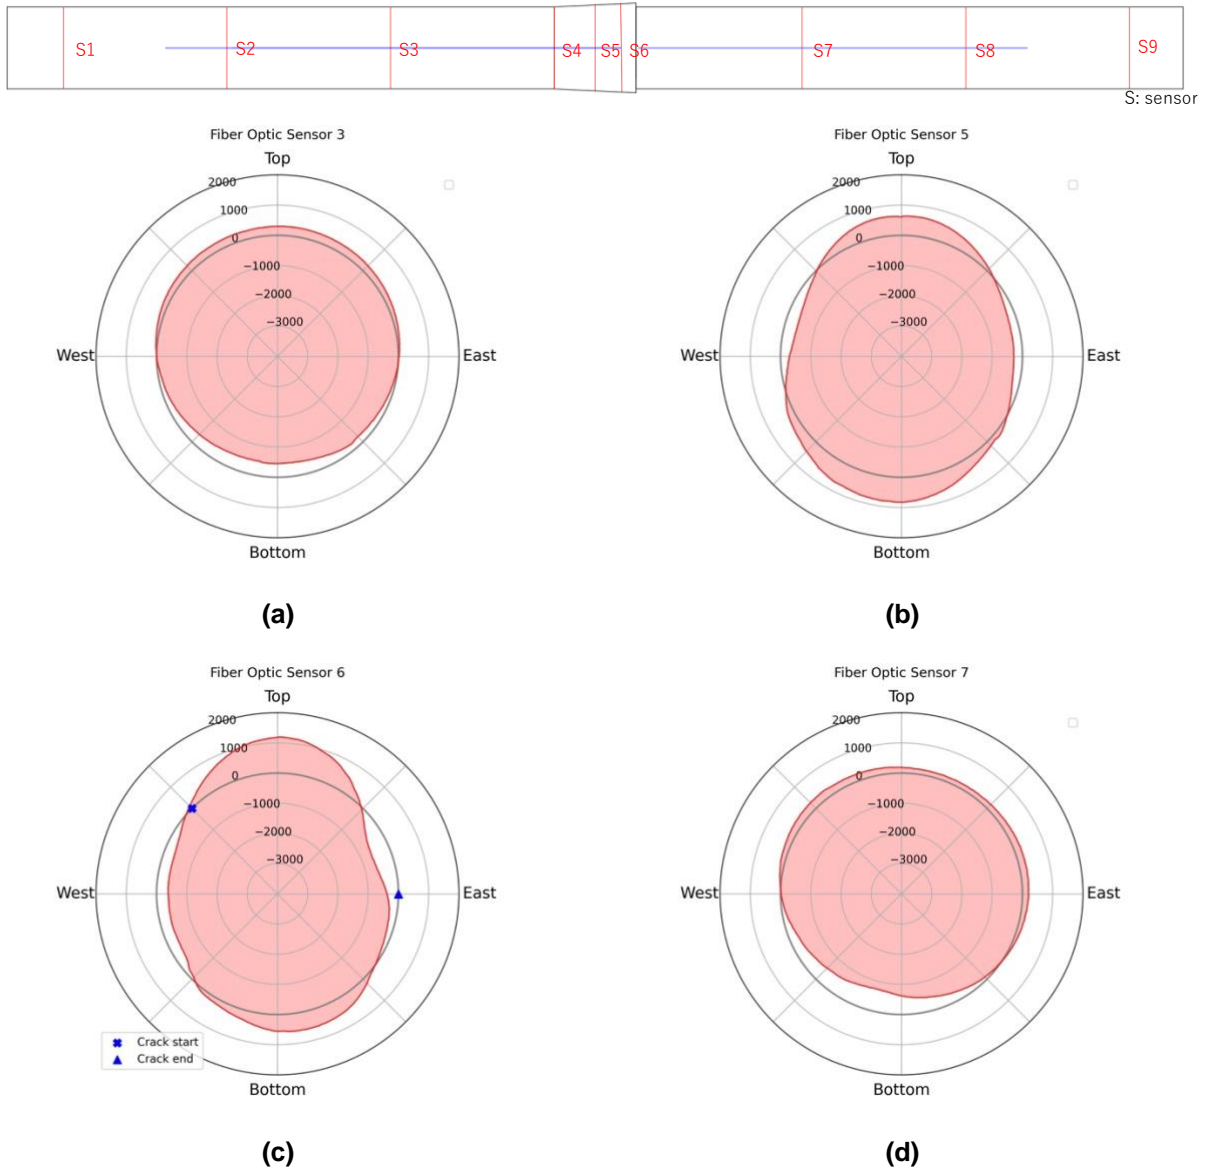 S1 S2 S3 S4 S5 S6 S7 S8 S9
S: sensor
Fiber Optic Sensor 3
Top
2000
1000
0
−1000
−2000
−3000
West
East
Bottom
(a)
Fiber Optic Sensor 5
Top
2000
1000
0
−1000
−2000
−3000
West
East
Bottom
(b)
Fiber Optic Sensor 6
Top
2000
1000
0
−1000
−2000
−3000
West
East
Crack start
Crack end
Bottom
(c)
Fiber Optic Sensor 7
Top
2000
1000
0
−1000
−2000
−3000
West
East
Bottom
(d)